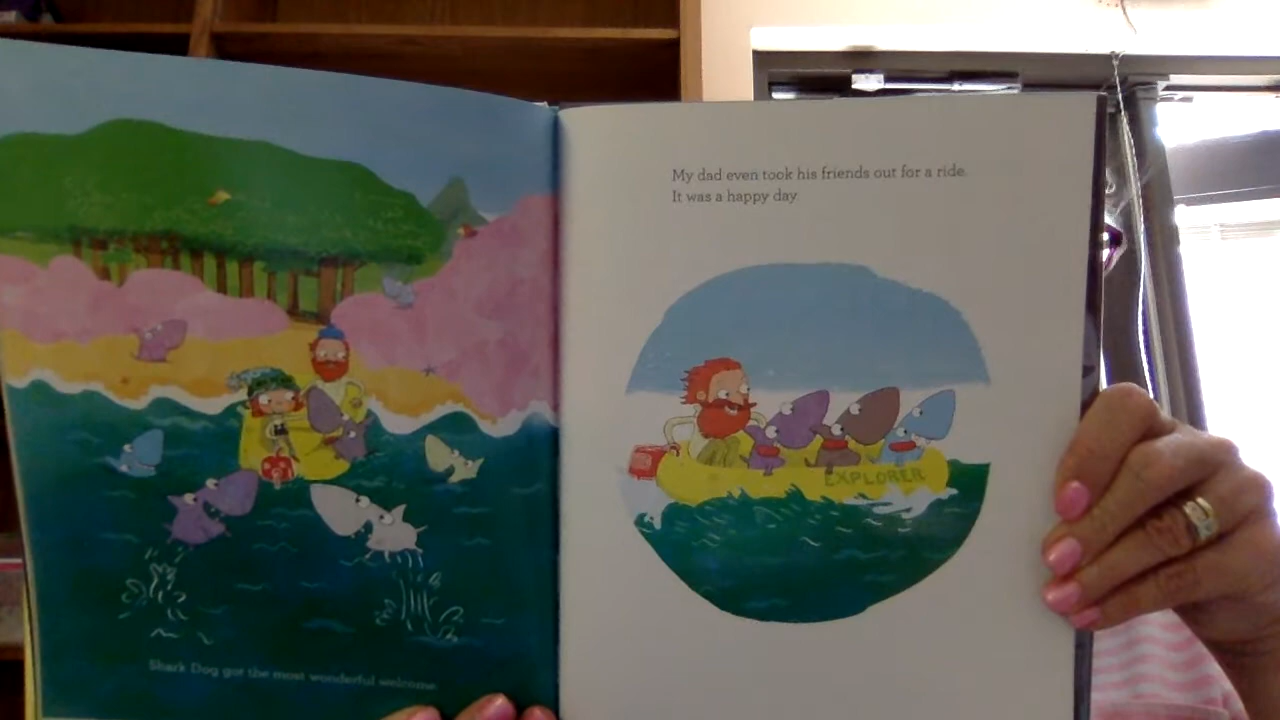 Shark Dog got the most wonderful welcome.
My dad even took his friends out for a ride.
It was a happy day
EXPLORER